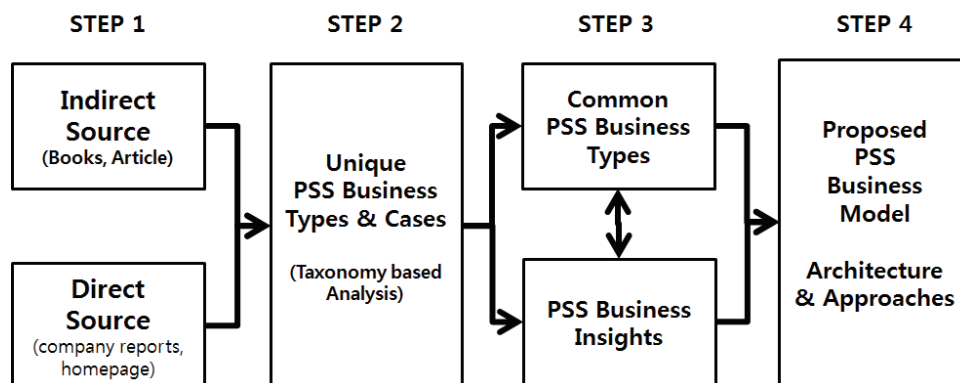 STEP 1
STEP 2
STEP 3
STEP 4
Indirect
Source
(Books, Article)
Direct
Source
(company reports,
homepage)
Unique
PSS Business
Types & Cases
(Taxonomy based
Analysis)
Common
PSS Business
Types
PSS Business
Insights
Proposed
PSS
Business
Model
Architecture
& Approaches